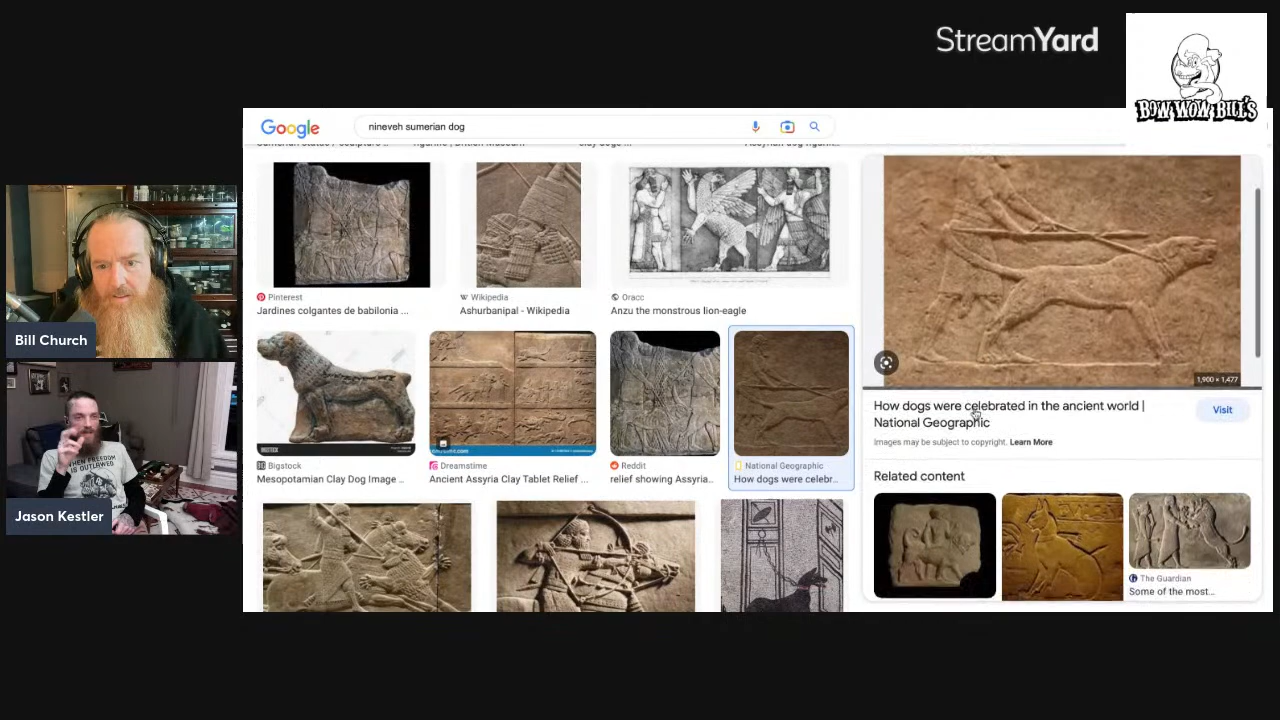 StreamYard
BOW WOW BILL'S
Google
nineveh sumerian dog
Pinterest
Jardines colgantes de babilonia ...
W Wikipedia
Ashurbanipal - Wikipedia
Oracc
Anzu the monstrous lion-eagle
Bigstock
Mesopotamian Clay Dog Image ...
Dreamstime
Ancient Assyria Clay Tablet Relief ...
Reddit
relief showing Assyria...
National Geographic
How dogs were celebr...
1,900 × 1,477
How dogs were celebrated in the ancient world |
National Geographic
Visit
Images may be subject to copyright. Learn More
Related content
The Guardian
Some of the most...
Bill Church
WHEN FREEDOM
IS OUTLAWED
Jason Kestler